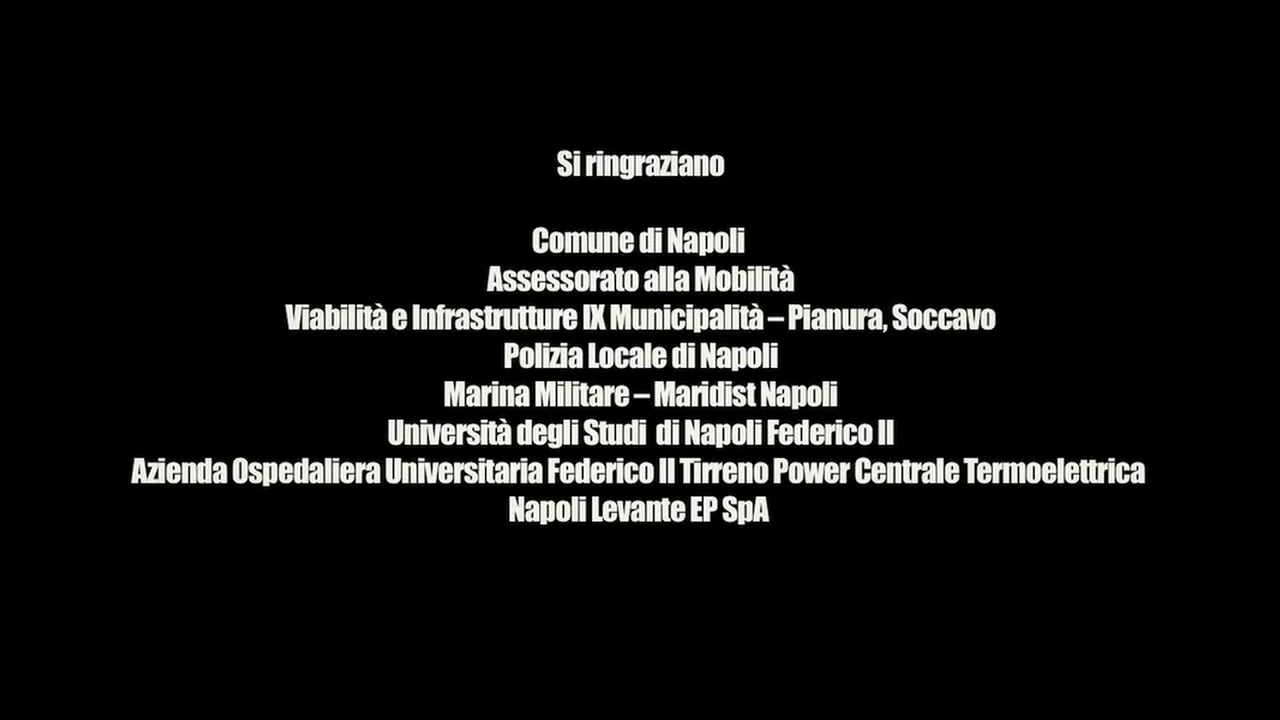 Si ringraziano
Comune di Napoli
Assessorato alla Mobilità
Viabilità e Infrastrutture IX Municipalità – Pianura, Soccavo
Polizia Locale di Napoli
Marina Militare – Maridist Napoli
Università degli Studi  di Napoli Federico II
Azienda Ospedaliera Universitaria Federico II Tirreno Power Centrale Termoelettrica
Napoli Levante EP SpA